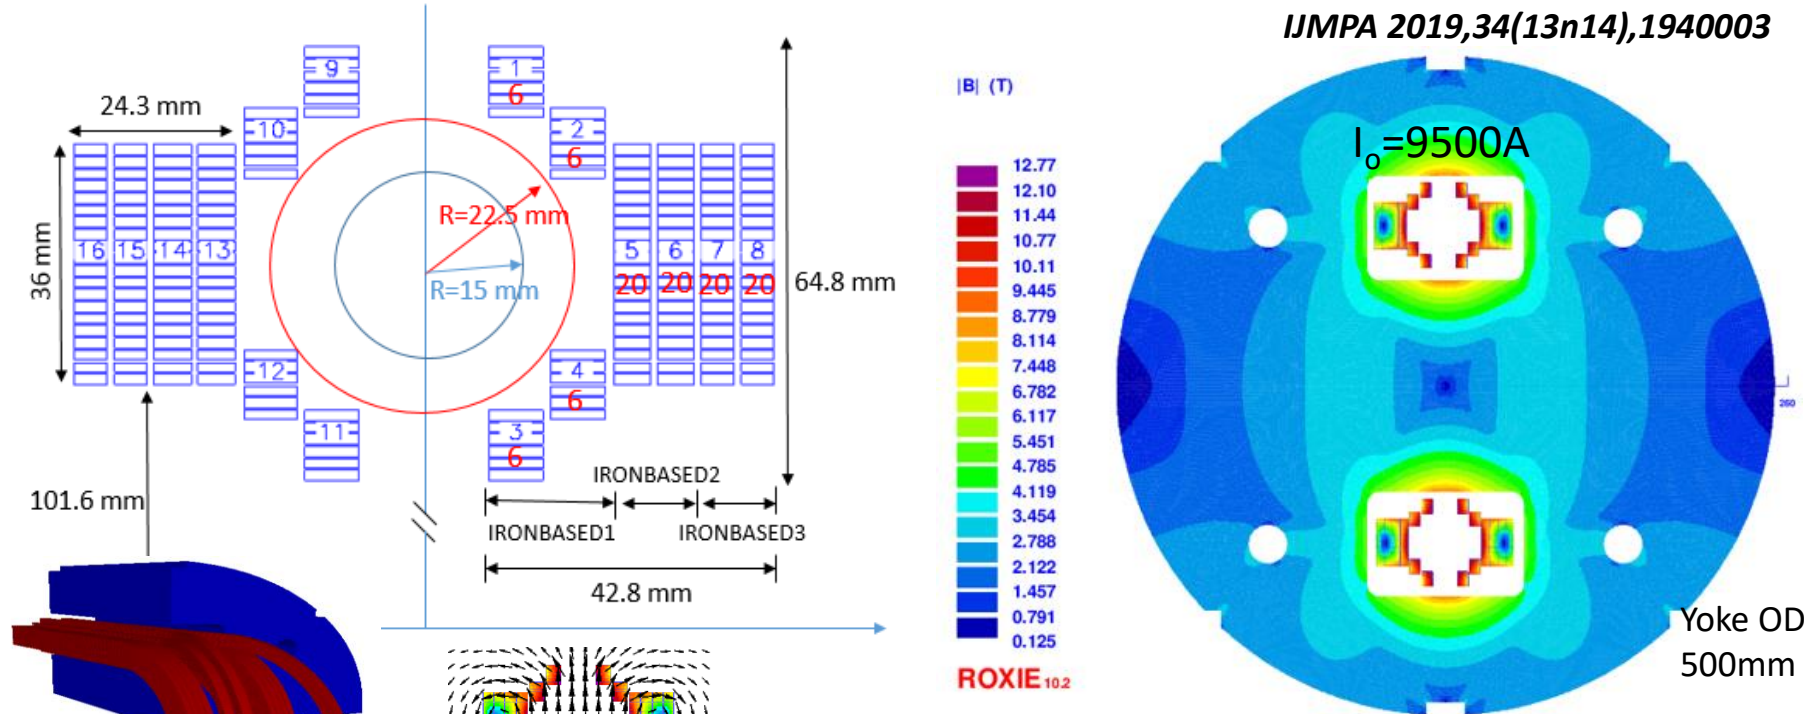 IJMPA 2019,34(13n14),1940003
9
1
6
24.3 mm
10
2
6
R=22.5 mm
36 mm
16 15 14 13
5 6 7 8
20 20 20 20
R=15 mm
64.8 mm
12
4
6
11
3
6
101.6 mm
IRONBASED2
IRONBASED1
IRONBASED3
42.8 mm
|B| (T)
12.77
12.10
11.44
10.77
10.11
9.445
8.779
8.114
7.448
6.782
6.117
5.451
4.785
4.119
3.454
2.788
2.122
1.457
0.791
0.125
ROXIE 10.2
Io=9500A
250
Yoke OD
500mm